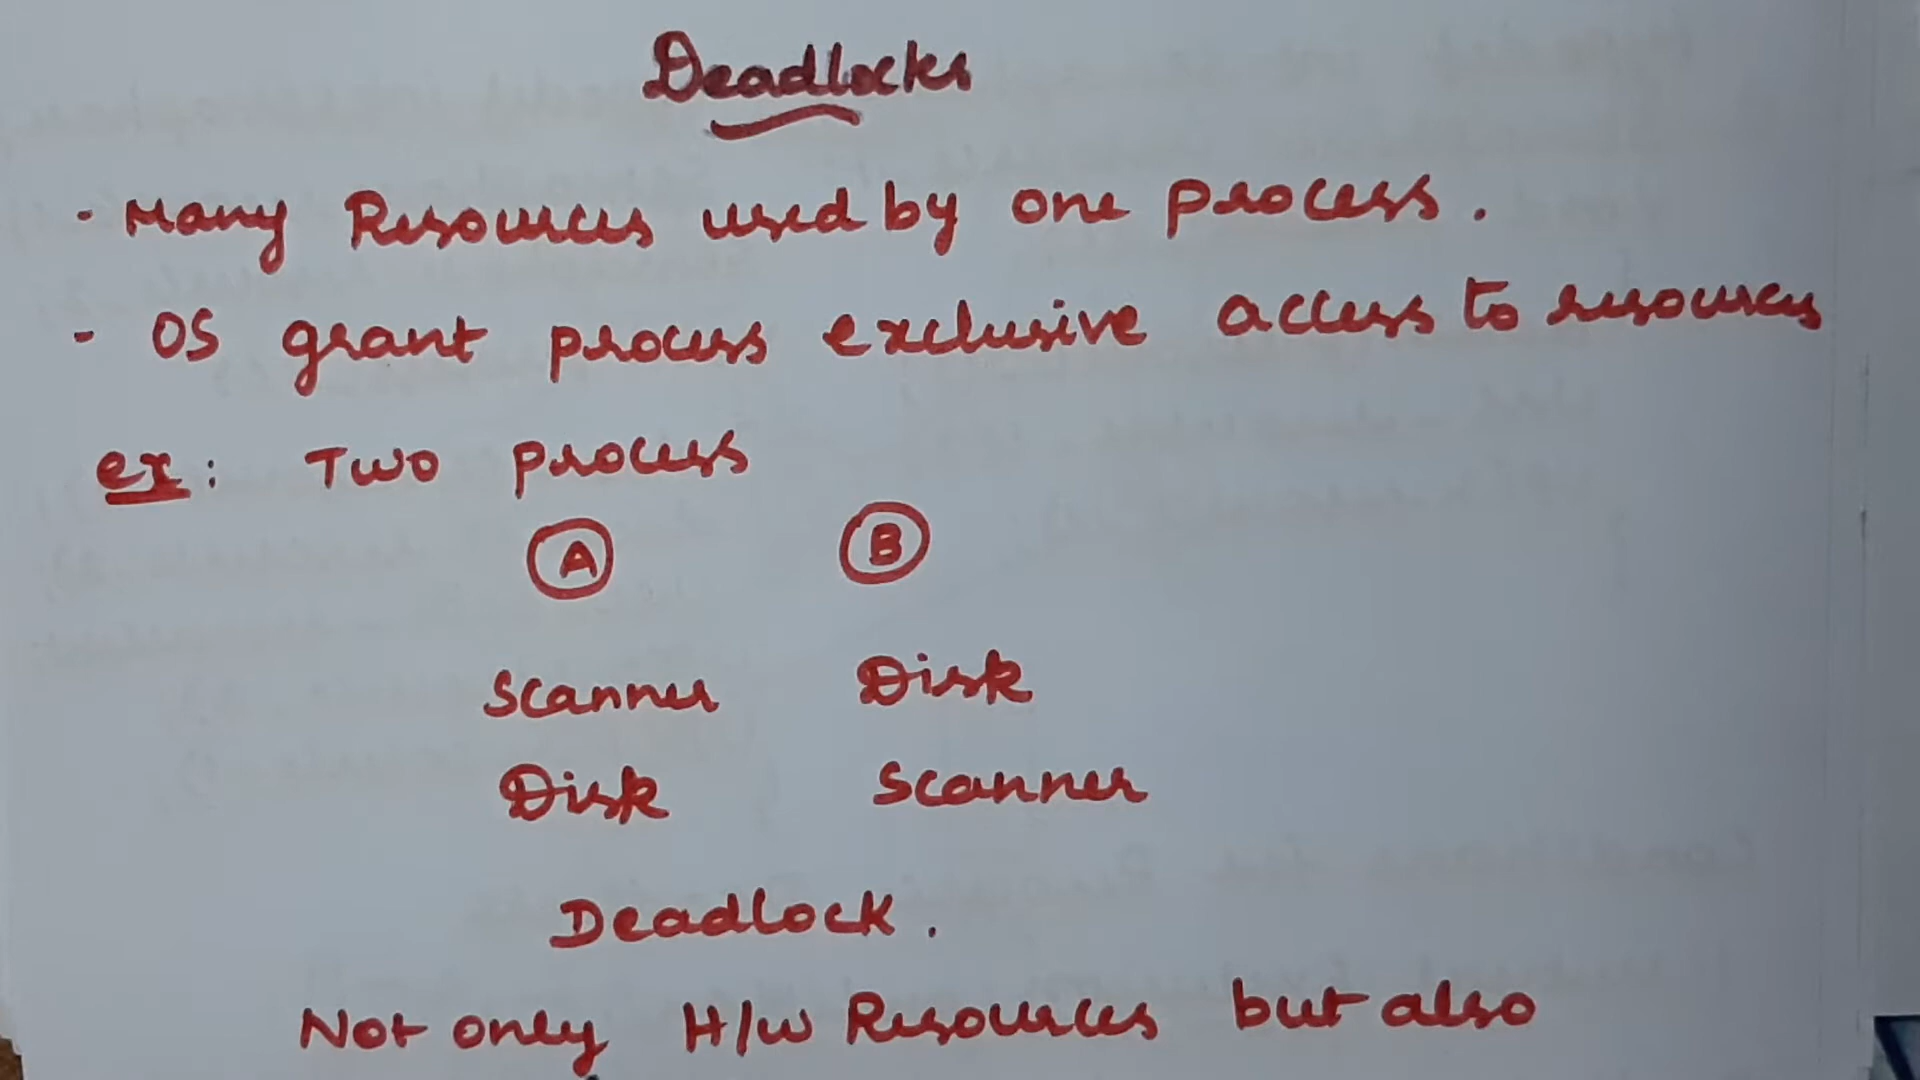 Deadlocks
· Many Resources used by one process.
- OS grant process exclusive access to resources
ex: Two process
A B
Scanner Disk
Disk Scanner
Deadlock.
Not only H/w Resources but also